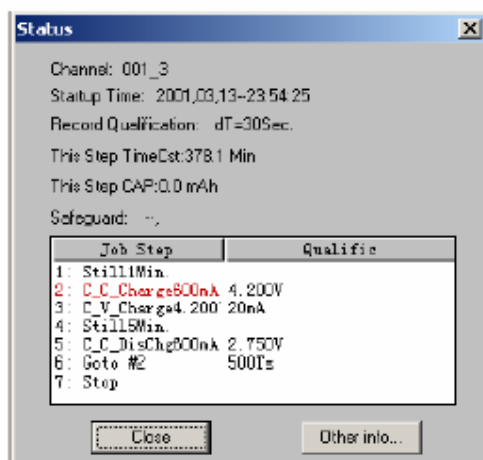 Status
Channel: 001_3
Startup Time: 2001,03,13--23:54:25
Record Qualification: dT=30Sec.
This Step TimeEst:378.1 Min
This Step CAP:0.0 mAh
Safeguard: --,
Job Step Qualific
1: Still1Min.
2: C_C_Charge600mA 4.200V
3: C_V_Charge4.200 20mA
4: Still5Min.
5: C_C_DisChg600mA 2.750V
6: Goto #2 500Ts
7: Stop
Close Other info...